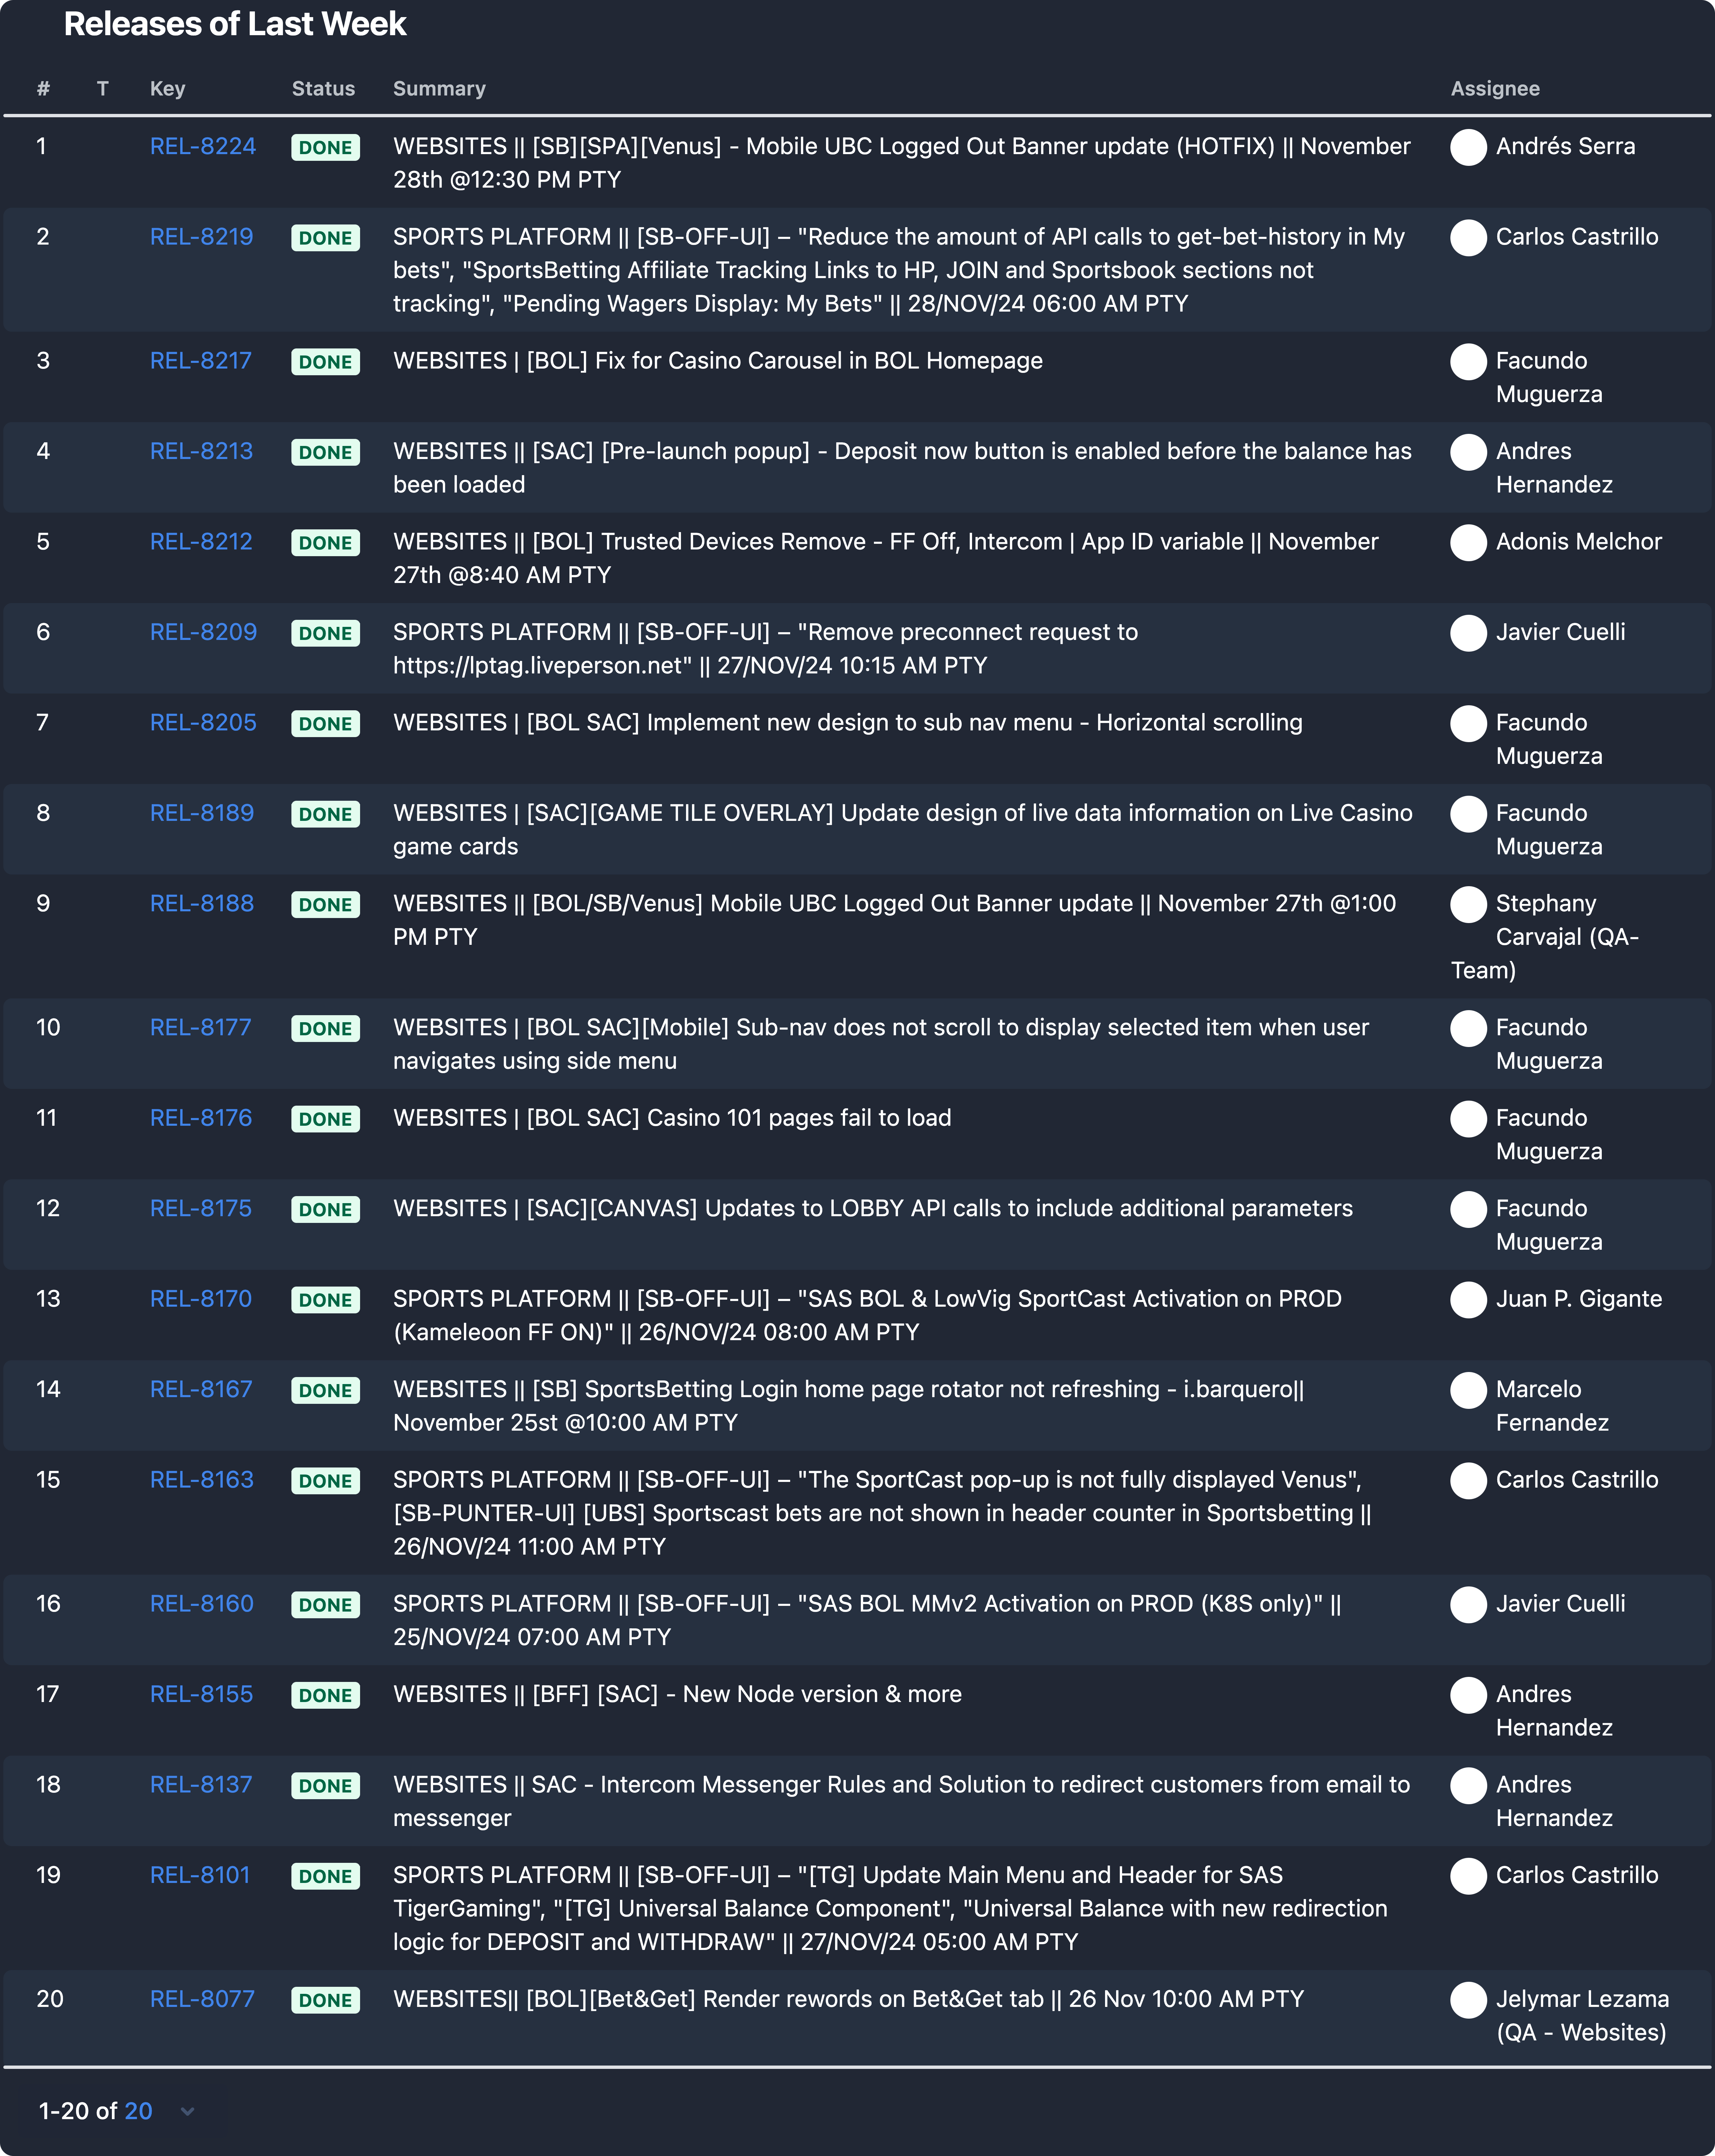 Releases of Last Week
# T Key Status Summary Assignee
1 REL-8224 DONE WEBSITES || [SB][SPA][Venus] - Mobile UBC Logged Out Banner update (HOTFIX) || November Andrés Serra
28th @12:30 PM PTY
2 REL-8219 DONE SPORTS PLATFORM || [SB-OFF-UI] – "Reduce the amount of API calls to get-bet-history in My Carlos Castrillo
bets", "SportsBetting Affiliate Tracking Links to HP, JOIN and Sportsbook sections not
tracking", "Pending Wagers Display: My Bets" || 28/NOV/24 06:00 AM PTY
3 REL-8217 DONE WEBSITES | [BOL] Fix for Casino Carousel in BOL Homepage Facundo
Muguerza
4 REL-8213 DONE WEBSITES || [SAC] [Pre-launch popup] - Deposit now button is enabled before the balance has Andres
been loaded Hernandez
5 REL-8212 DONE WEBSITES || [BOL] Trusted Devices Remove - FF Off, Intercom | App ID variable || November Adonis Melchor
27th @8:40 AM PTY
6 REL-8209 DONE SPORTS PLATFORM || [SB-OFF-UI] – "Remove preconnect request to Javier Cuelli
https://lptag.liveperson.net" || 27/NOV/24 10:15 AM PTY
7 REL-8205 DONE WEBSITES | [BOL SAC] Implement new design to sub nav menu - Horizontal scrolling Facundo
Muguerza
8 REL-8189 DONE WEBSITES | [SAC][GAME TILE OVERLAY] Update design of live data information on Live Casino Facundo
game cards Muguerza
9 REL-8188 DONE WEBSITES || [BOL/SB/Venus] Mobile UBC Logged Out Banner update || November 27th @1:00 Stephany
PM PTY Carvajal (QA-
Team)
10 REL-8177 DONE WEBSITES | [BOL SAC][Mobile] Sub-nav does not scroll to display selected item when user Facundo
navigates using side menu Muguerza
11 REL-8176 DONE WEBSITES | [BOL SAC] Casino 101 pages fail to load Facundo
Muguerza
12 REL-8175 DONE WEBSITES | [SAC][CANVAS] Updates to LOBBY API calls to include additional parameters Facundo
Muguerza
13 REL-8170 DONE SPORTS PLATFORM || [SB-OFF-UI] – "SAS BOL & LowVig SportCast Activation on PROD Juan P. Gigante
(Kameleoon FF ON)" || 26/NOV/24 08:00 AM PTY
14 REL-8167 DONE WEBSITES || [SB] SportsBetting Login home page rotator not refreshing - i.barquero|| Marcelo
November 25st @10:00 AM PTY Fernandez
15 REL-8163 DONE SPORTS PLATFORM || [SB-OFF-UI] – "The SportCast pop-up is not fully displayed Venus", Carlos Castrillo
[SB-PUNTER-UI] [UBS] Sportscast bets are not shown in header counter in Sportsbetting ||
26/NOV/24 11:00 AM PTY
16 REL-8160 DONE SPORTS PLATFORM || [SB-OFF-UI] – "SAS BOL MMv2 Activation on PROD (K8S only)" || Javier Cuelli
25/NOV/24 07:00 AM PTY
17 REL-8155 DONE WEBSITES || [BFF] [SAC] - New Node version & more Andres
Hernandez
18 REL-8137 DONE WEBSITES || SAC - Intercom Messenger Rules and Solution to redirect customers from email to Andres
messenger Hernandez
19 REL-8101 DONE SPORTS PLATFORM || [SB-OFF-UI] – "[TG] Update Main Menu and Header for SAS Carlos Castrillo
TigerGaming", "[TG] Universal Balance Component", "Universal Balance with new redirection
logic for DEPOSIT and WITHDRAW" || 27/NOV/24 05:00 AM PTY
20 REL-8077 DONE WEBSITES|| [BOL][Bet&Get] Render rewords on Bet&Get tab || 26 Nov 10:00 AM PTY Jelymar Lezama
(QA - Websites)
1-20 of 20